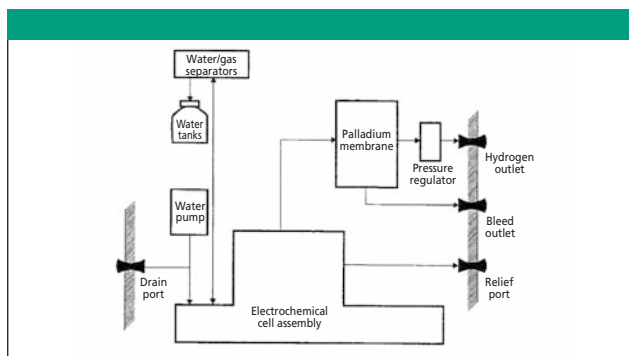 Water/gas
separators
Water
tanks
Palladium
membrane
Pressure
regulator
Hydrogen
outlet
Water
pump
Bleed
outlet
Drain
port
Electrochemical
cell assembly
Relief
port